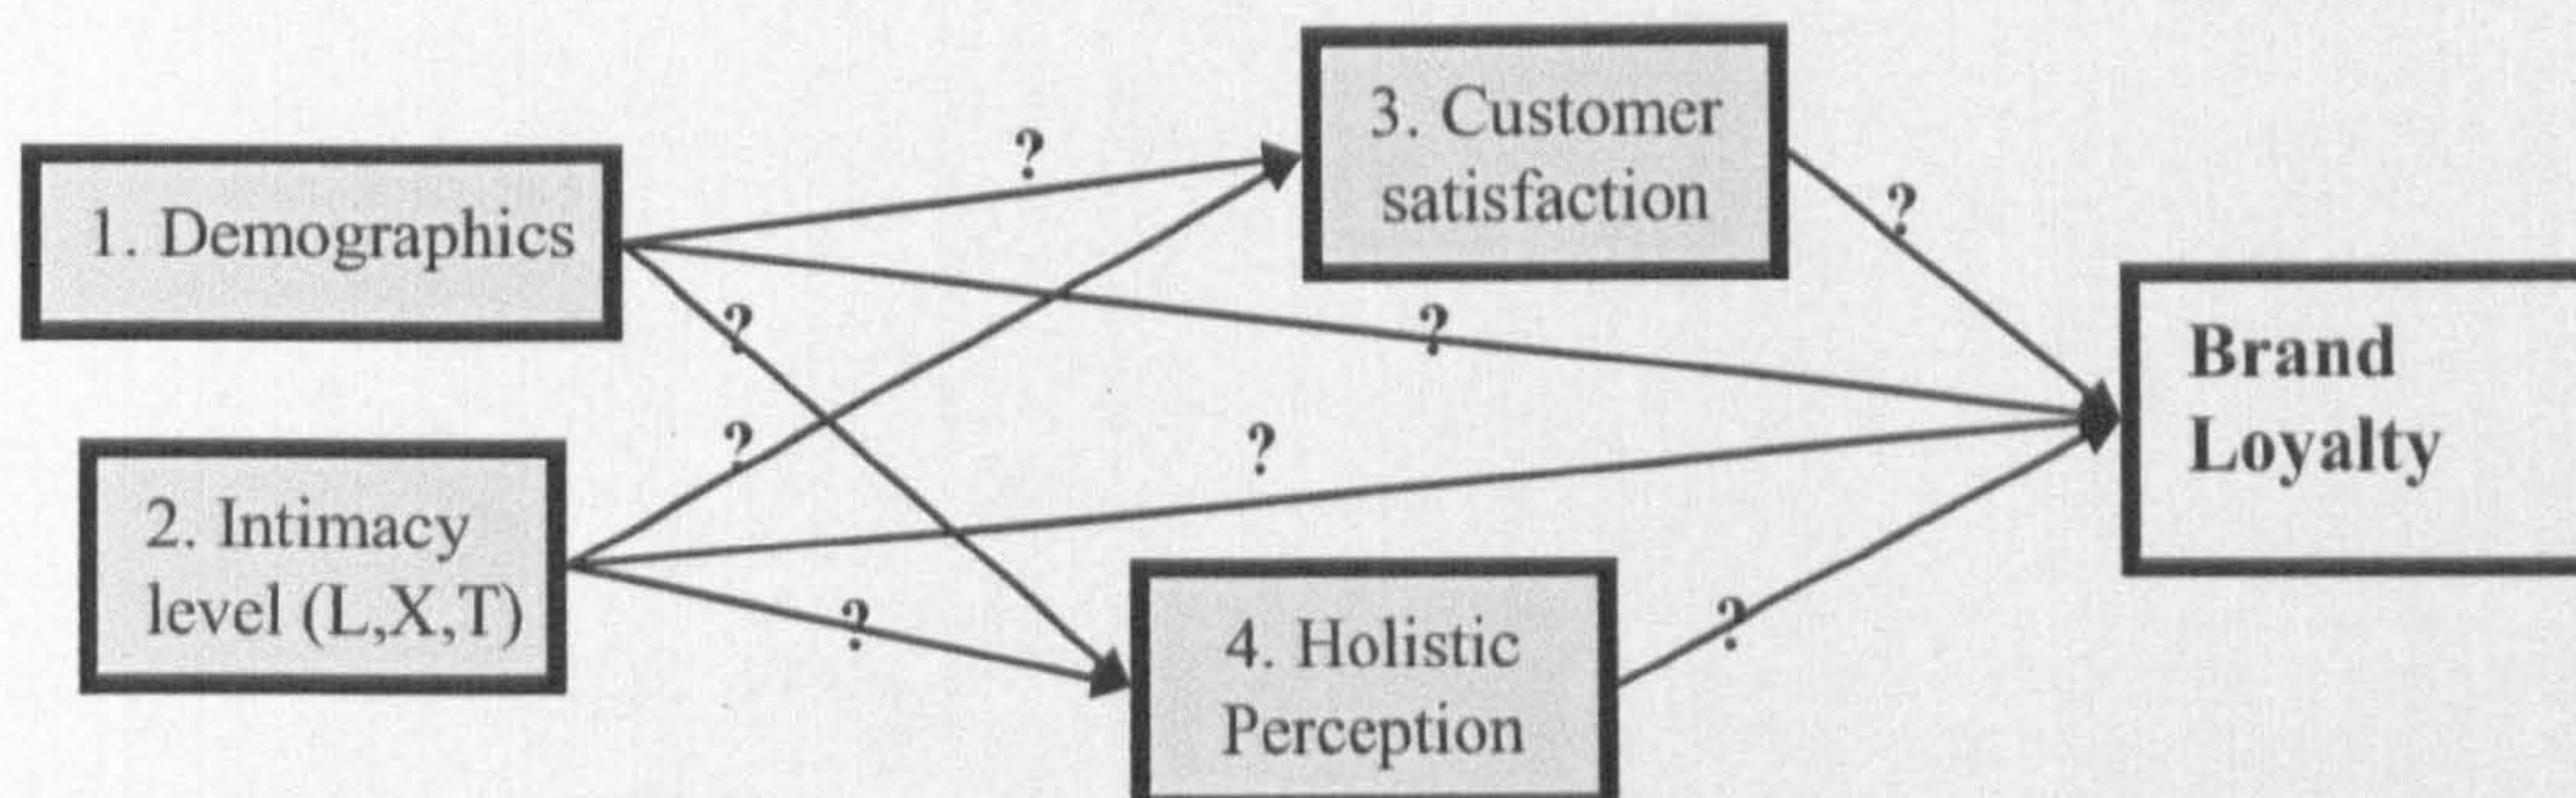 1. Demographics
?
3. Customer
satisfaction
?
?
?
Brand
Loyalty
2. Intimacy
level (L,X,T)
?
?
?
4. Holistic
Perception
?